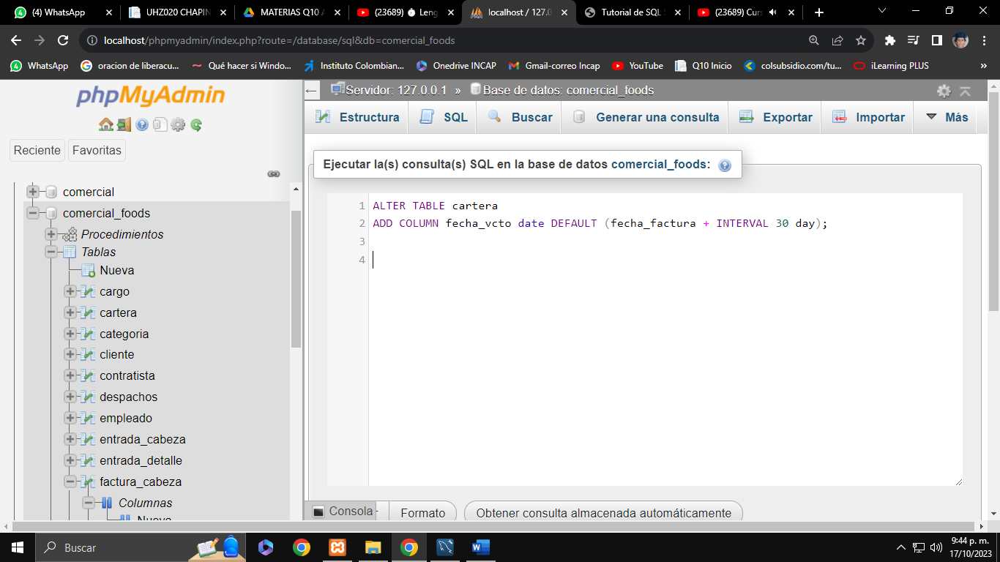 (4) WhatsApp
UHZ020 CHAPIN
MATERIAS Q10 A
(23689) Leng
localhost / 127.0
Tutorial de SQL
(23689) Curs
localhost/phpmyadmin/index.php?route=/database/sql&db=comercial_foods
WhatsApp
oracion de liberacu...
Qué hacer si Windo...
Instituto Colombian...
Onedrive INCAP
Gmail-correo Incap
YouTube
Q10 Inicio
colsubsidio.com/tu...
iLearning PLUS
»
phpMyAdmin
Reciente
Favoritas
comercial
comercial_foods
Procedimientos
Tablas
Nueva
cargo
cartera
categoria
cliente
contratista
despachos
empleado
entrada_cabeza
entrada_detalle
factura_cabeza
Columnas
Nueva
Servidor: 127.0.0.1 » Base de datos: comercial_foods
Estructura
SQL
Buscar
Generar una consulta
Exportar
Importar
Más
Ejecutar la(s) consulta(s) SQL en la base de datos comercial_foods:
1 ALTER TABLE cartera
2 ADD COLUMN fecha_vcto date DEFAULT (fecha_factura + INTERVAL 30 day);
3
4
Consola
Formato
Obtener consulta almacenada automáticamente
Buscar
9:44 p. m.
17/10/2023